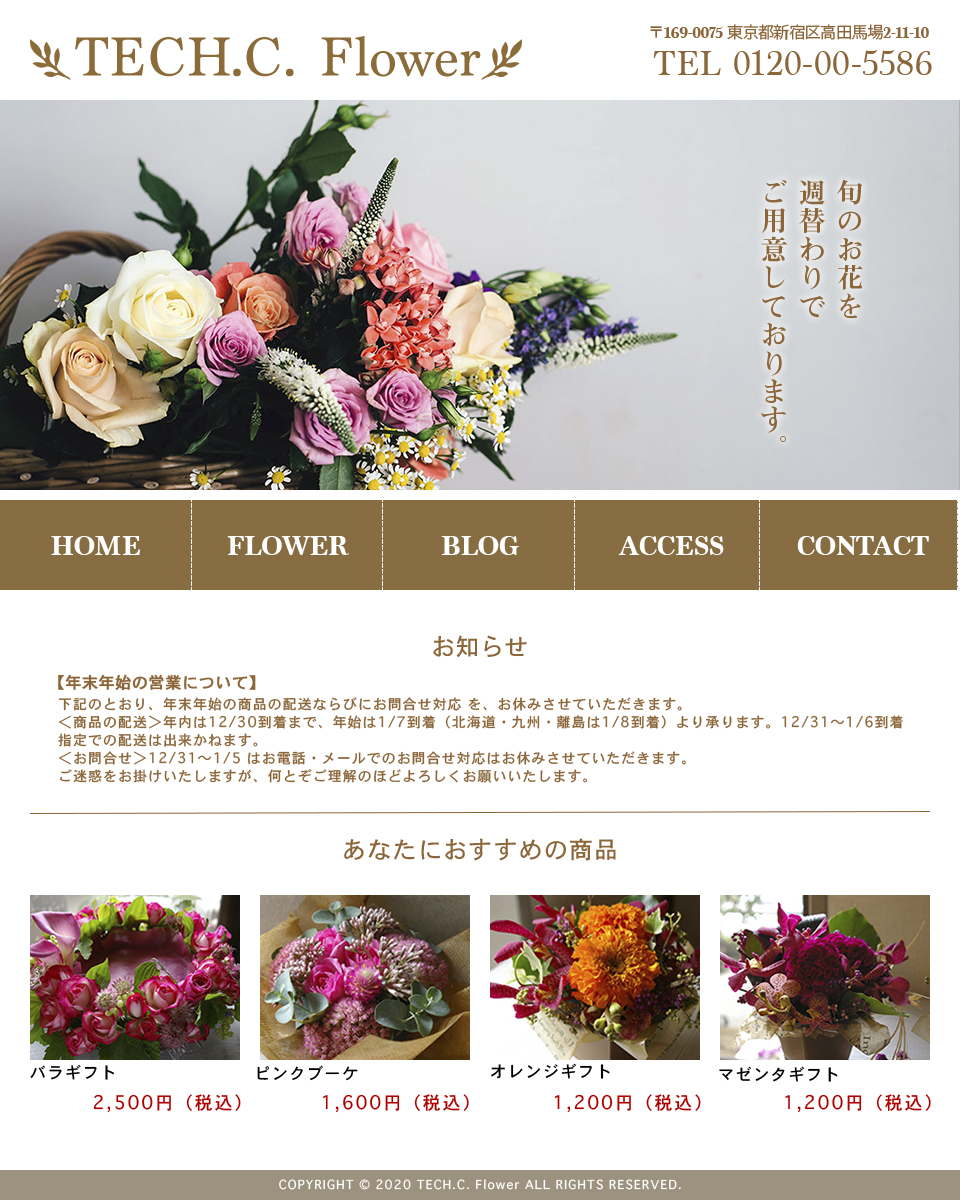 TECH.C. Flower
〒169-0075 東京都新宿区高田馬場2-11-10
TEL 0120-00-5586
旬のお花を
週替わりで
ご用意しております。
HOME
FLOWER
BLOG
ACCESS
CONTACT
お知らせ
【年末年始の営業について】
下記のとおり、年末年始の商品の配送ならびにお問合せ対応 を、お休みさせていただきます。
＜商品の配送＞年内は12/30到着まで、年始は1/7到着（北海道・九州・離島は1/8到着）より承ります。12/31〜1/6到着
指定での配送は出来かねます。
＜お問合せ＞12/31〜1/5 はお電話・メールでのお問合せ対応はお休みさせていただきます。
ご迷惑をお掛けいたしますが、何とぞご理解のほどよろしくお願いいたします。
あなたにおすすめの商品
バラギフト
2,500円（税込）
ピンクブーケ
1,600円（税込）
オレンジギフト
1,200円（税込）
マゼンタギフト
1,200円（税込）
COPYRIGHT © 2020 TECH.C. Flower ALL RIGHTS RESERVED.